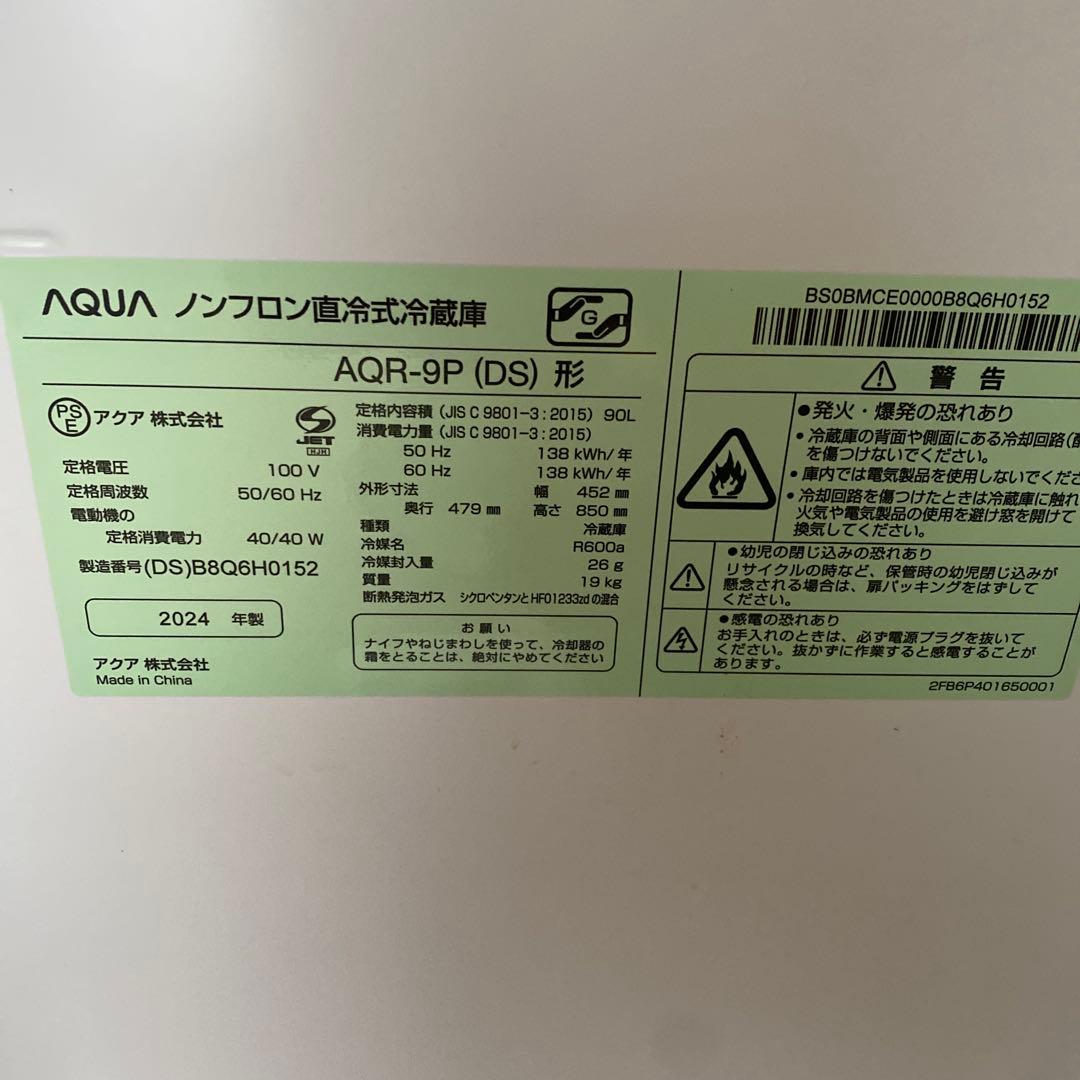 AQUA ノンフロン直冷式冷蔵庫
G
AQR-9P (DS) 形
PSE アクア 株式会社
JET
定格電圧 100 V
定格周波数 50/60 Hz
電動機の
定格消費電力 40/40 W
製造番号(DS)B8Q6H0152
2024 年製
アクア 株式会社
Made in China
定格内容積 (JIS C 9801-3 : 2015) 90L
消費電力量 (JIS C 9801-3 : 2015)
50 Hz 138 kWh/ 年
60 Hz 138 kWh/ 年
外形寸法 幅 452 mm
奥行 479 mm 高さ 850 mm
種類 冷蔵庫
冷媒名 R600a
冷媒封入量 26 g
質量 19 kg
断熱発泡ガス シクロペンタンとHFO1233zdの混合
お 願 い
ナイフやねじまわしを使って、冷却器の
霜をとることは、絶対にやめてください
BS0BMCE0000B8Q6H0152
警 告
●発火・爆発の恐れあり
・冷蔵庫の背面や側面にある冷却回路(配
を傷つけないでください。
・庫内では電気製品を使用しないでくださ
・冷却回路を傷つけたときは冷蔵庫に触れ
火気や電気製品の使用を避け窓を開けて
換気してください。
●幼児の閉じ込みの恐れあり
リサイクルの時など、保管時の幼児閉じ込みが
懸念される場合は、扉パッキングをはずして
ください。
●感電の恐れあり
お手入れのときは、必ず電源プラグを抜いて
ください。抜かずに作業すると感電することが
あります。
2FB6P401650001